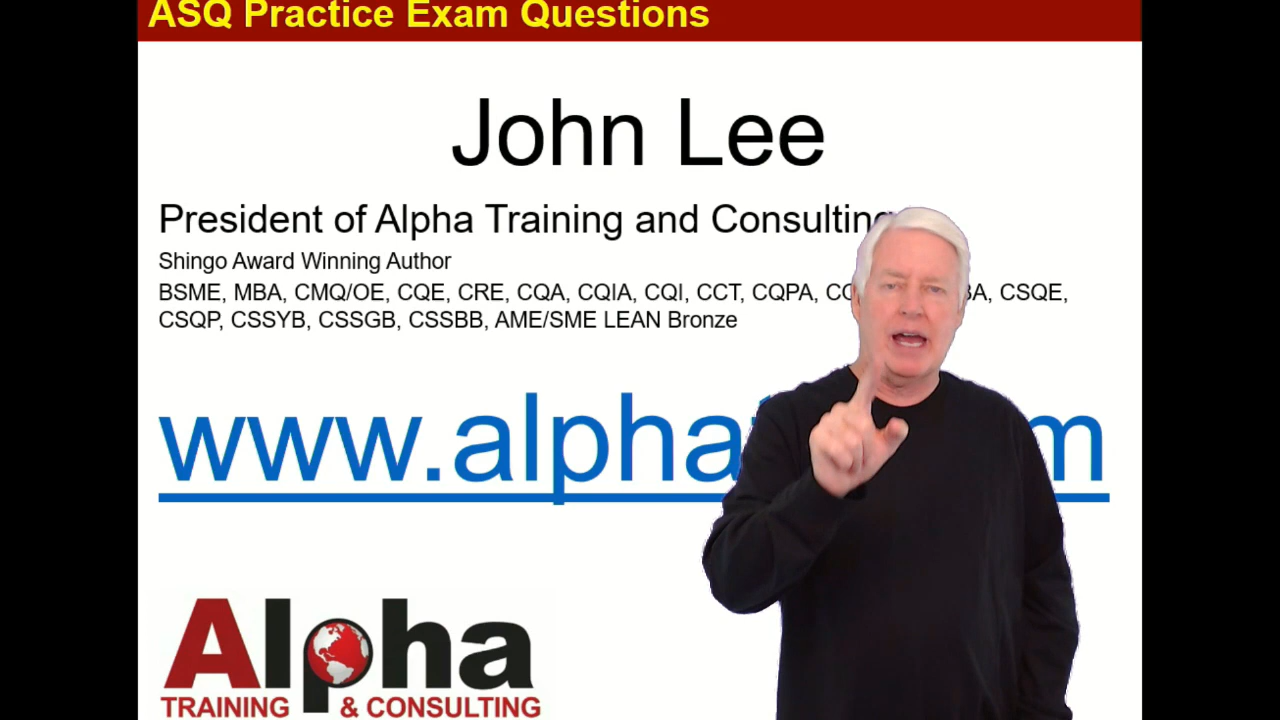 ASQ Practice Exam Questions
John Lee
President of Alpha Training and Consulting
Shingo Award Winning Author
BSME, MBA, CMQ/OE, CQE, CRE, CQA, CQIA, CQI, CCT, CQPA, CSQE,
CSQP, CSSYB, CSSGB, CSSBB, AME/SME LEAN Bronze
www.alpha
Alpha
TRAINING & CONSULTING